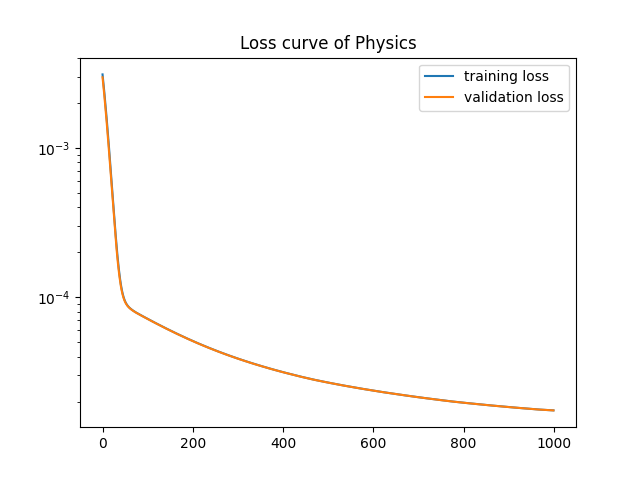 Loss curve of Physics
training loss
validation loss
10⁻³
10⁻⁴
0 200 400 600 800 1000